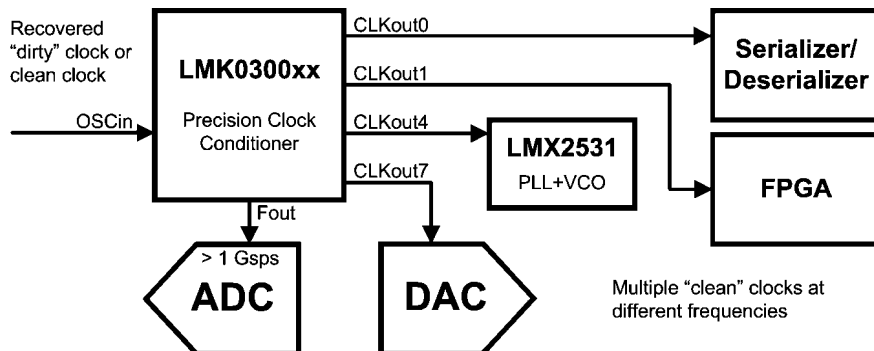 Recovered
“dirty” clock or
clean clock
OSCin
LMK0300xx
Precision Clock
Conditioner
CLKout0
CLKout1
CLKout4
CLKout7
Fout
Serializer/
Deserializer
LMX2531
PLL+VCO
FPGA
> 1 Gsps
ADC
DAC
Multiple “clean” clocks at
different frequencies